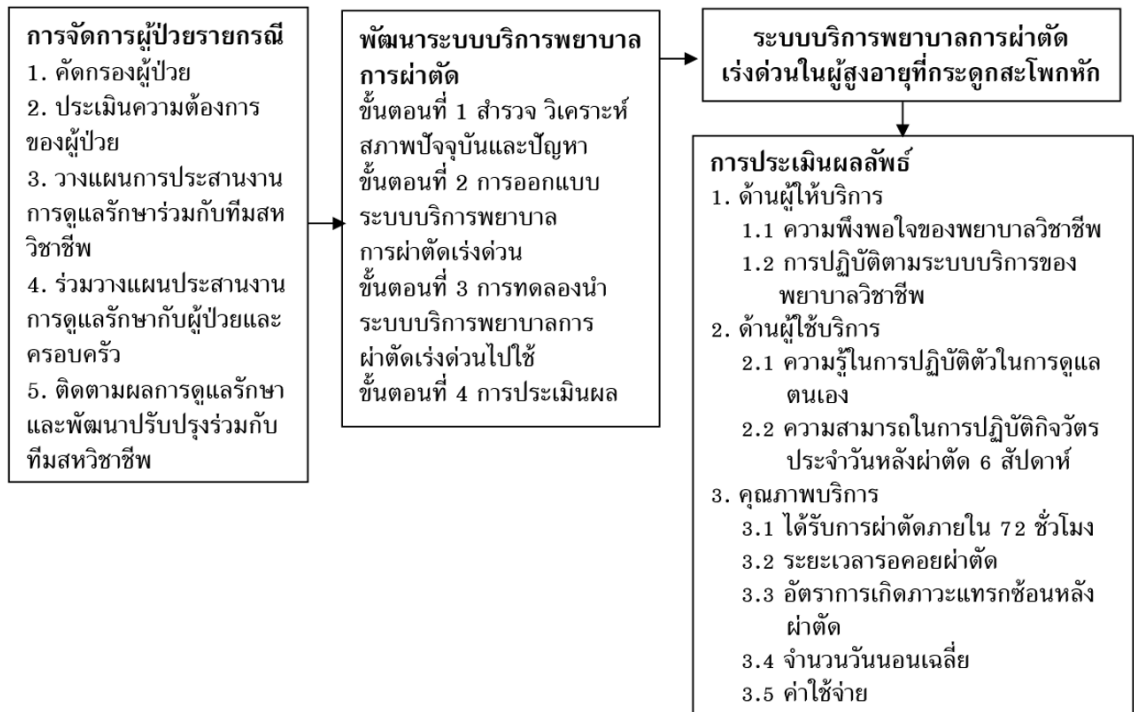 การจัดการผู้ป่วยรายกรณี
1. คัดกรองผู้ป่วย
2. ประเมินความต้องการ
ของผู้ป่วย
3. วางแผนการประสานงาน
การดูแลรักษาร่วมกับทีมสห
วิชาชีพ
4. ร่วมวางแผนประสานงาน
การดูแลรักษากับผู้ป่วยและ
ครอบครัว
5. ติดตามผลการดูแลรักษา
และพัฒนาปรับปรุงร่วมกับ
ทีมสหวิชาชีพ
พัฒนาระบบบริการพยาบาล
การผ่าตัด
ขั้นตอนที่ 1 สำรวจ วิเคราะห์
สภาพปัจจุบันและปัญหา
ขั้นตอนที่ 2 การออกแบบ
ระบบบริการพยาบาล
การผ่าตัดเร่งด่วน
ขั้นตอนที่ 3 การทดลองนำ
ระบบบริการพยาบาลการ
ผ่าตัดเร่งด่วนไปใช้
ขั้นตอนที่ 4 การประเมินผล
ระบบบริการพยาบาลการผ่าตัด
เร่งด่วนในผู้สูงอายุที่กระดูกสะโพกหัก
การประเมินผลลัพธ์
1. ด้านผู้ให้บริการ
1.1 ความพึงพอใจของพยาบาลวิชาชีพ
1.2 การปฏิบัติตามระบบบริการของ
พยาบาลวิชาชีพ
2. ด้านผู้ใช้บริการ
2.1 ความรู้ในการปฏิบัติตัวในการดูแล
ตนเอง
2.2 ความสามารถในการปฏิบัติกิจวัตร
ประจำวันหลังผ่าตัด 6 สัปดาห์
3. คุณภาพบริการ
3.1 ได้รับการผ่าตัดภายใน 72 ชั่วโมง
3.2 ระยะเวลารอคอยผ่าตัด
3.3 อัตราการเกิดภาวะแทรกซ้อนหลัง
ผ่าตัด
3.4 จำนวนวันนอนเฉลี่ย
3.5 ค่าใช้จ่าย